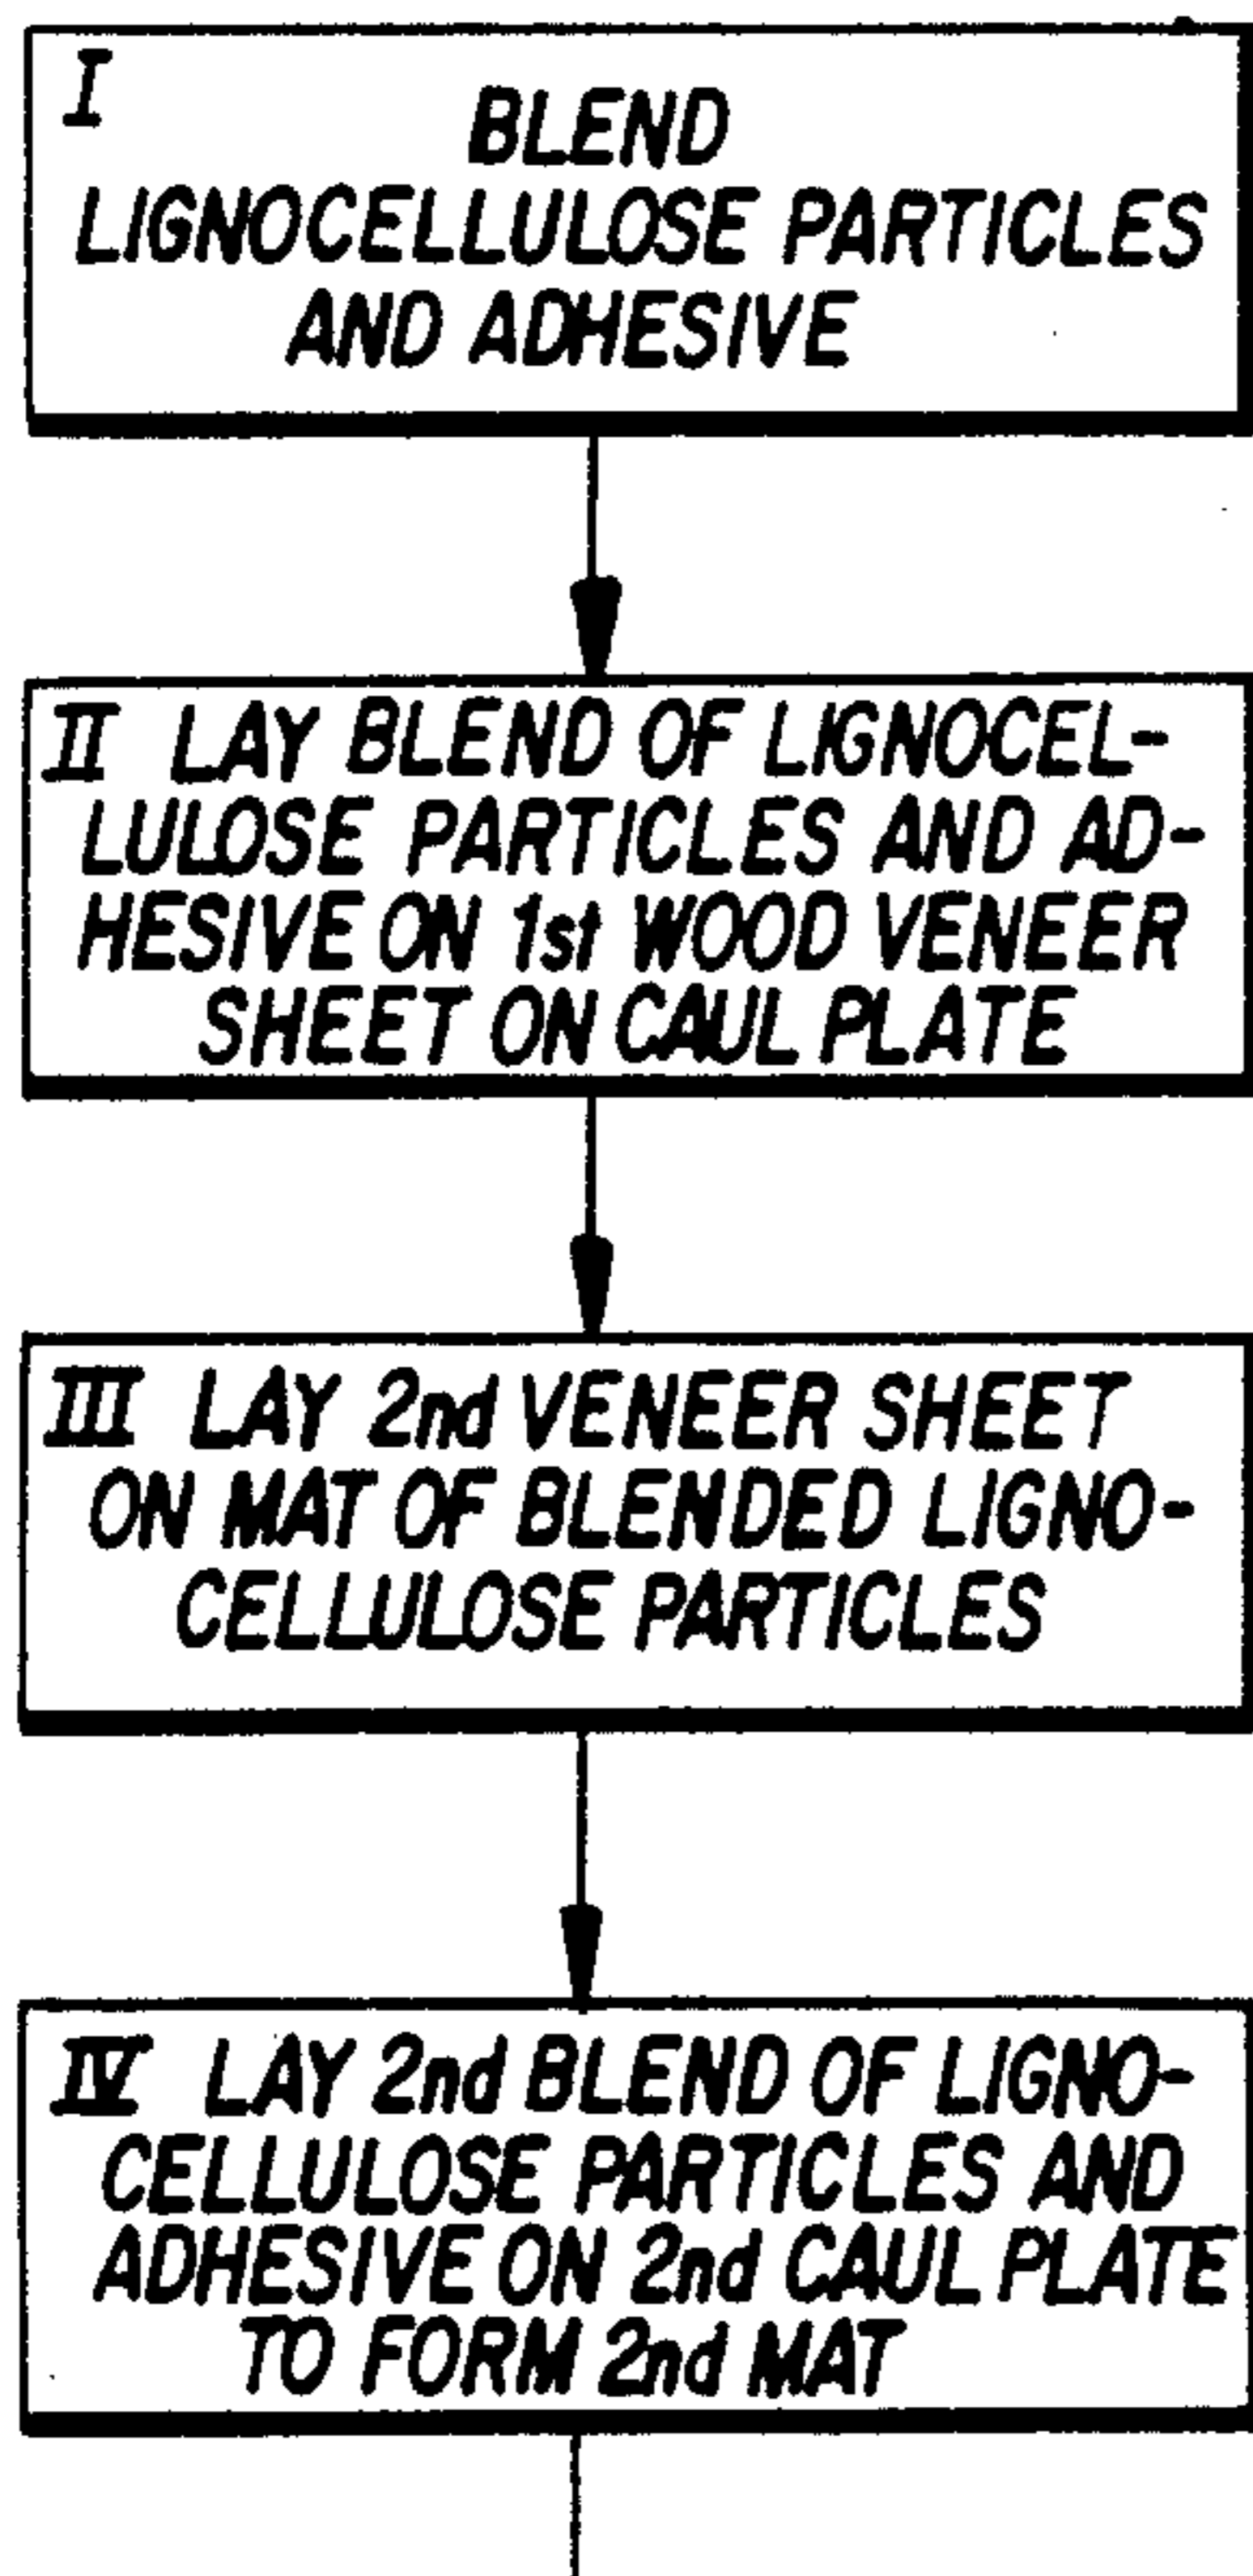 I
BLEND
LIGNOCELLULOSE PARTICLES
AND ADHESIVE
II LAY BLEND OF LIGNOCEL-
LULOSE PARTICLES AND AD-
HESIVE ON 1st WOOD VENEER
SHEET ON CAUL PLATE
III LAY 2nd VENEER SHEET
ON MAT OF BLENDED LIGNO-
CELLULOSE PARTICLES
IV LAY 2nd BLEND OF LIGNO-
CELLULOSE PARTICLES AND
ADHESIVE ON 2nd CAUL PLATE
TO FORM 2nd MAT